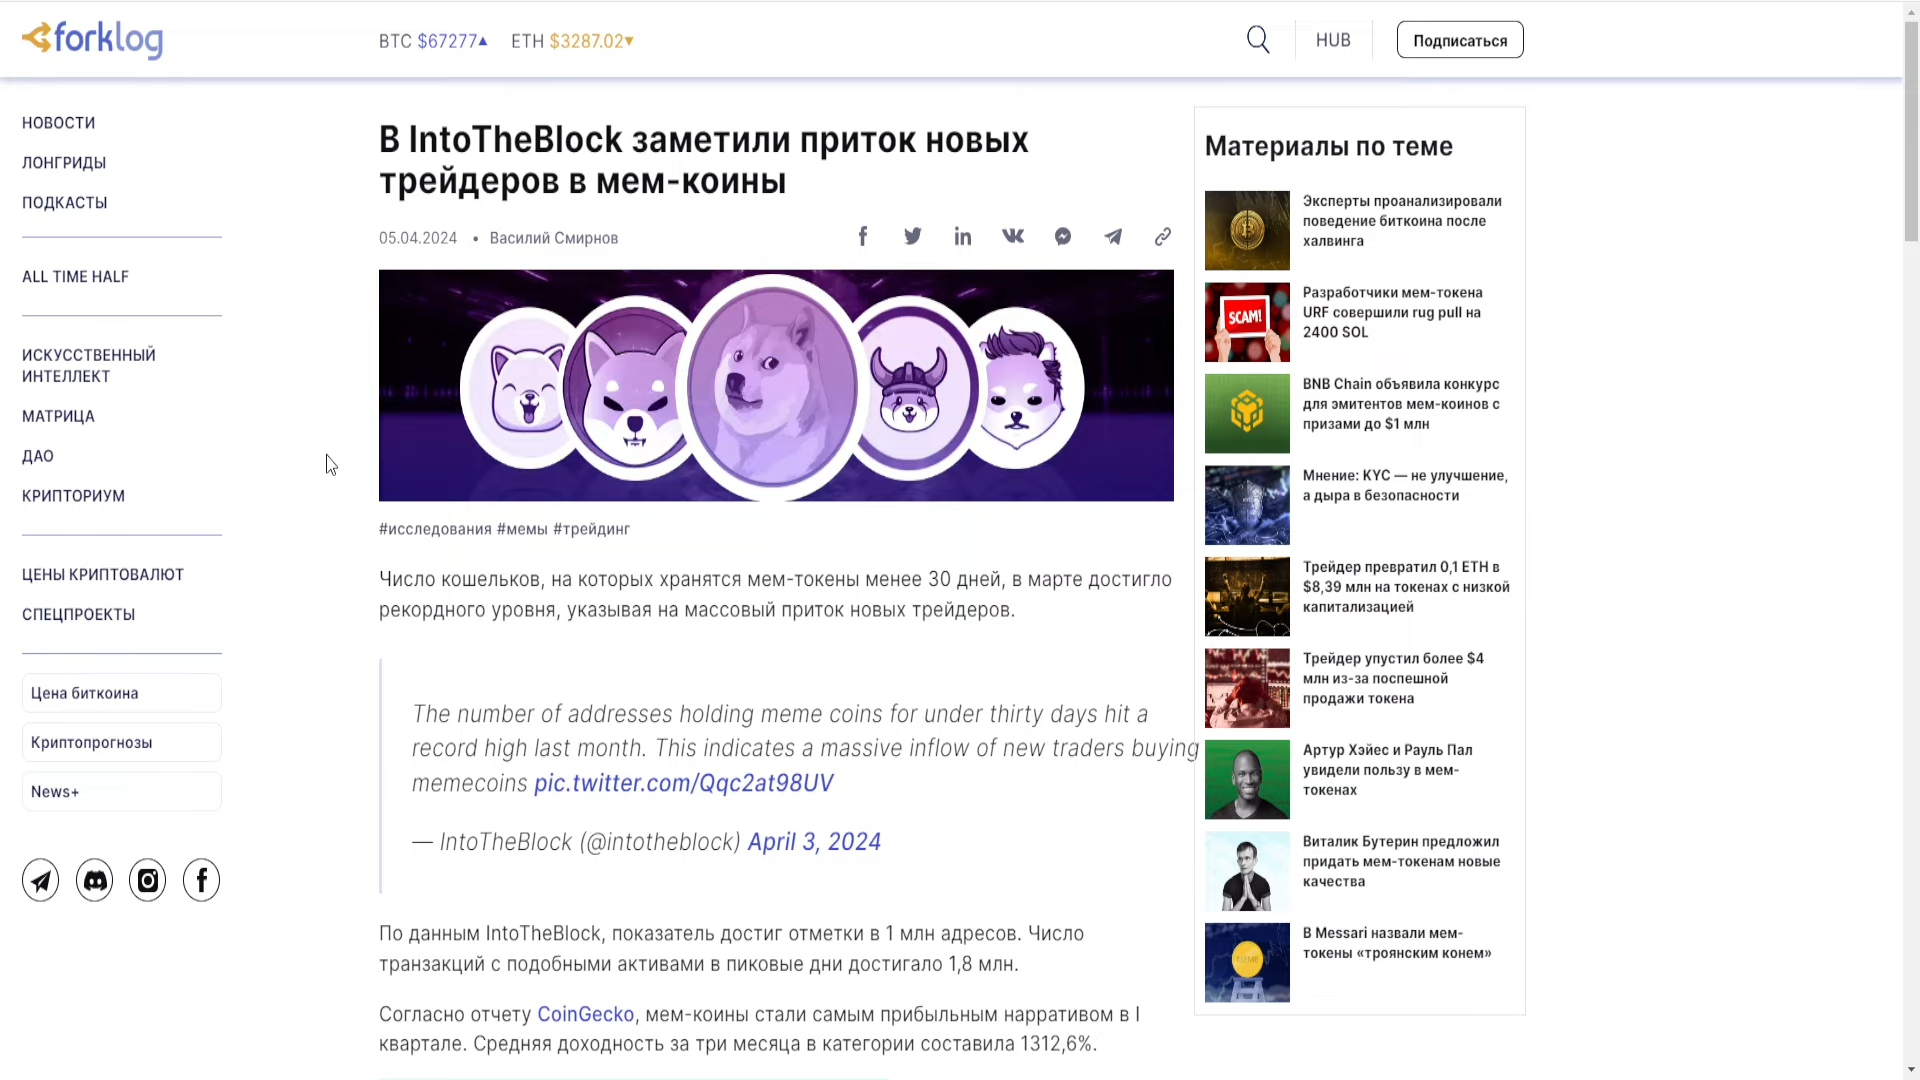 forklog
BTC $67277▲ ETH $3287.02▼
HUB
Подписаться
НОВОСТИ
ЛОНГРИДЫ
ПОДКАСТЫ
ALL TIME HALF
ИСКУССТВЕННЫЙ
ИНТЕЛЛЕКТ
МАТРИЦА
ДАО
КРИПТОРИУМ
ЦЕНЫ КРИПТОВАЛЮТ
СПЕЦПРОЕКТЫ
Цена биткоина
Криптопрогнозы
News+
В IntoTheBlock заметили приток новых
трейдеров в мем-коины
05.04.2024 • Василий Смирнов
#исследования #мемы #трейдинг
Число кошельков, на которых хранятся мем-токены менее 30 дней, в марте достигло
рекордного уровня, указывая на массовый приток новых трейдеров.
The number of addresses holding meme coins for under thirty days hit a
record high last month. This indicates a massive inflow of new traders buying
memecoins pic.twitter.com/Qqc2at98UV
— IntoTheBlock (@intotheblock) April 3, 2024
По данным IntoTheBlock, показатель достиг отметки в 1 млн адресов. Число
транзакций с подобными активами в пиковые дни достигало 1,8 млн.
Согласно отчету CoinGecko, мем-коины стали самым прибыльным нарративом в I
квартале. Средняя доходность за три месяца в категории составила 1312,6%.
Материалы по теме
Эксперты проанализировали
поведение биткоина после
халвинга
SCAM!
Разработчики мем-токена
URF совершили rug pull на
2400 SOL
BNB Chain объявила конкурс
для эмитентов мем-коинов с
призами до $1 млн
Мнение: KYC — не улучшение,
а дыра в безопасности
Трейдер превратил 0,1 ETH в
$8,39 млн на токенах с низкой
капитализацией
Трейдер упустил более $4
млн из-за поспешной
продажи токена
Артур Хэйес и Рауль Пал
увидели пользу в мем-
токенах
Виталик Бутерин предложил
придать мем-токенам новые
качества
MEME
В Messari назвали мем-
токены «троянским конем»